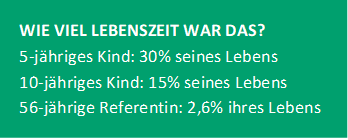 WIE VIEL LEBENSZEIT WAR DAS?
5-jähriges Kind: 30% seines Lebens
10-jähriges Kind: 15% seines Lebens
56-jährige Referentin: 2,6% ihres Lebens